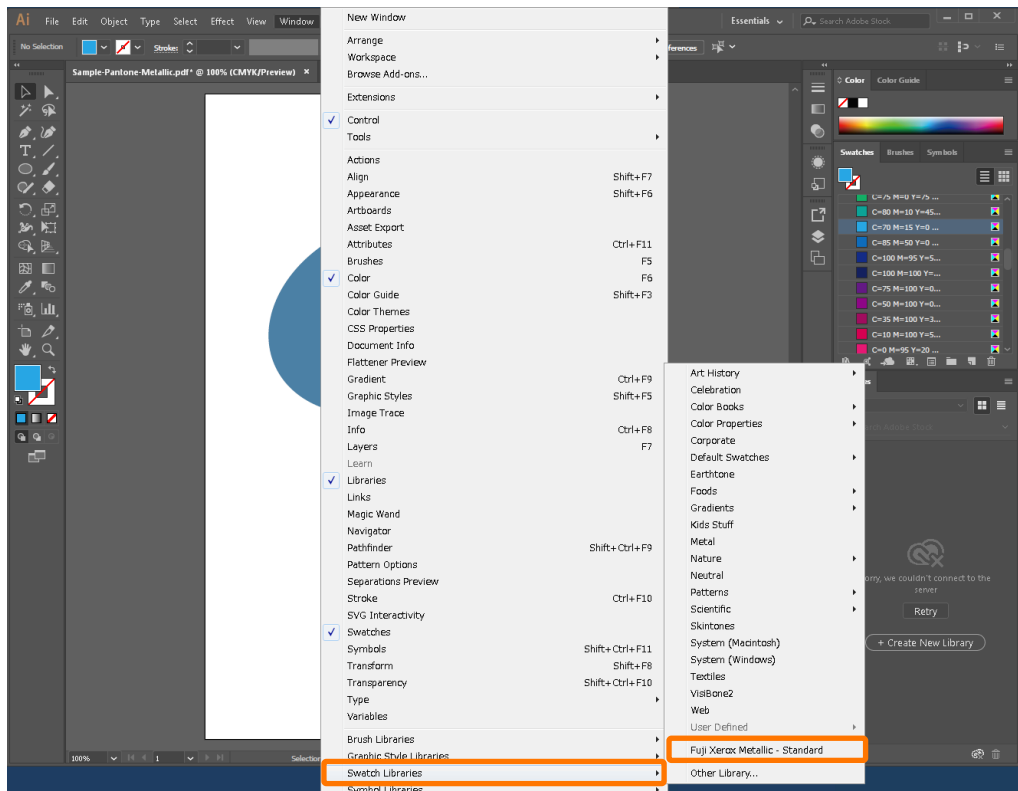 Ai File Edit Object Type Select Effect View Window Essentials Search Adobe Stock
No Selection Stroke:
Sample-Pantone-Metallic.pdf* @ 100% (CMYK/Preview) ×
New Window
Arrange
Workspace
Browse Add-ons...
Extensions
Control
Tools
Actions
Align Shift+F7
Appearance Shift+F6
Artboards
Asset Export
Attributes Ctrl+F11
Brushes F5
Color F6
Color Guide Shift+F3
Color Themes
CSS Properties
Document Info
Flattener Preview
Gradient Ctrl+F9
Graphic Styles Shift+F5
Image Trace
Info Ctrl+F8
Layers F7
Learn
Libraries
Links
Magic Wand
Navigator
Pathfinder Shift+Ctrl+F9
Pattern Options
Separations Preview
Stroke Ctrl+F10
SVG Interactivity
Swatches
Symbols Shift+Ctrl+F11
Transform Shift+F8
Transparency Shift+Ctrl+F10
Type
Variables
Brush Libraries
Graphic Style Libraries
Swatch Libraries
Symbol Libraries
Art History
Celebration
Color Books
Color Properties
Corporate
Default Swatches
Earthtone
Foods
Gradients
Kids Stuff
Metal
Nature
Neutral
Patterns
Scientific
Skintones
System (Macintosh)
System (Windows)
Textiles
VisiBone2
Web
User Defined
Fuji Xerox Metallic - Standard
Other Library...
Color Color Guide
Swatches Brushes Symbols
C=75 M=0 Y=75 ...
C=80 M=10 Y=45...
C=70 M=15 Y=0 ...
C=85 M=50 Y=0 ...
C=100 M=95 Y=5...
C=100 M=100 Y=...
C=75 M=100 Y=0...
C=50 M=100 Y=0...
C=35 M=100 Y=3...
C=10 M=100 Y=5...
C=0 M=95 Y=20 ...
Adobe Stock
we couldn't connect to the
server
Retry
+ Create New Library
100% 1